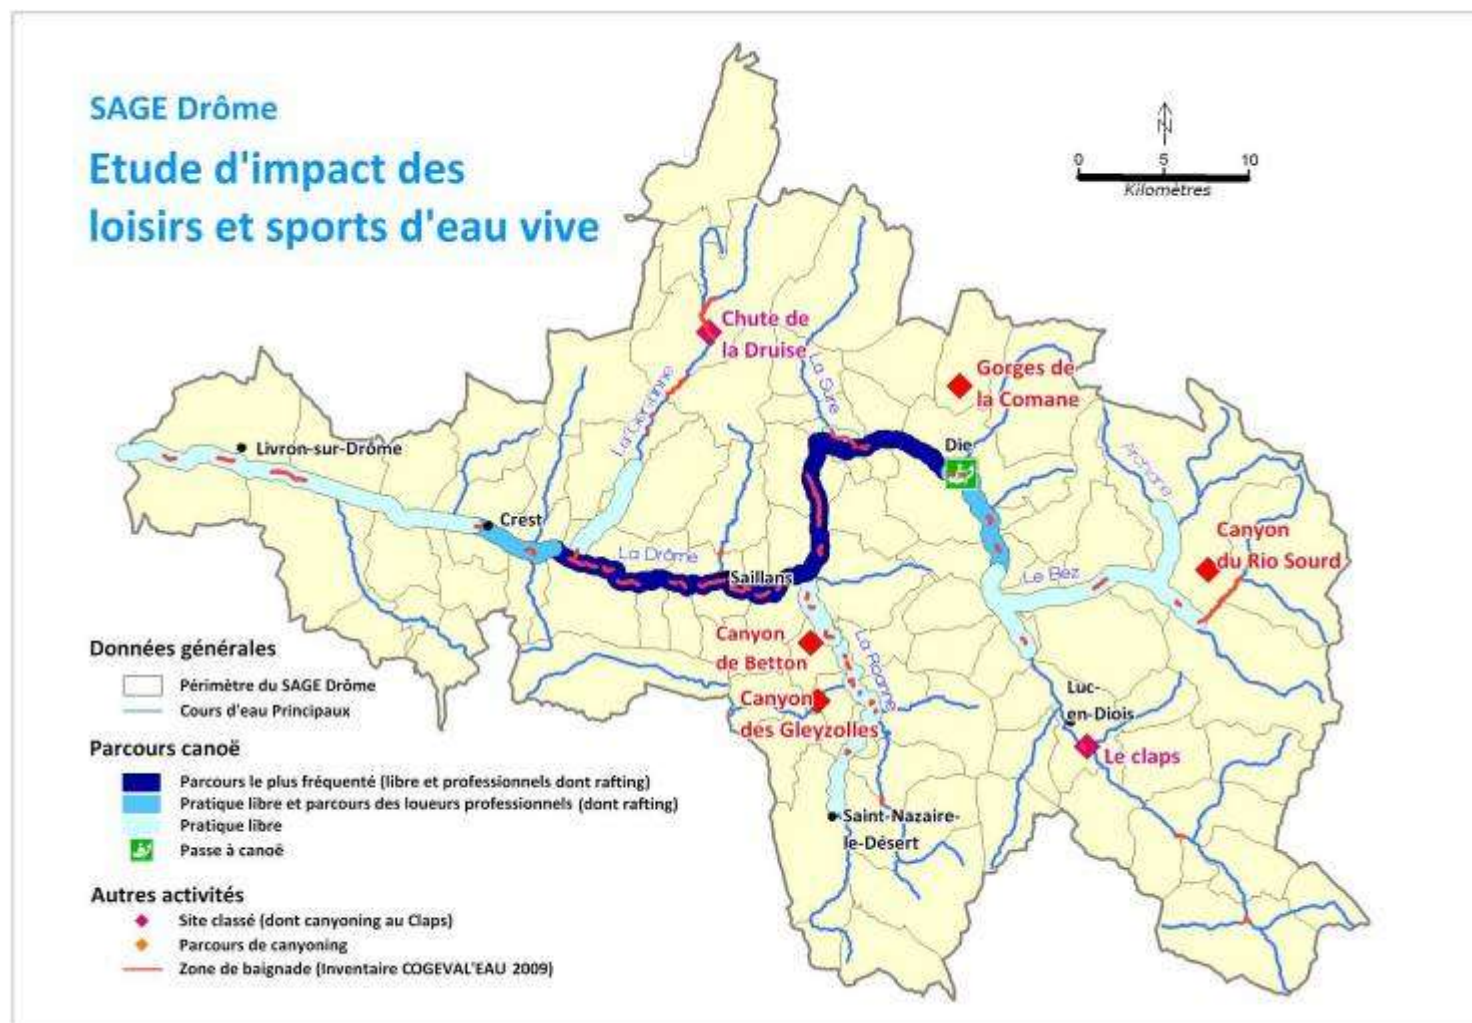 SAGE Drôme
Etude d'impact des
loisirs et sports d'eau vive
N
0 5 10
Kilomètres
Chute de
la Druise
La Gervanne
La Sure
Gorges de
la Comane
Die
Archiane
Livron-sur-Drôme
Crest
La Drôme
Saillans
Le Bez
Canyon
du Rio Sourd
Canyon
de Betton
La Roanne
Canyon
des Gleyzolles
Luc-
en-Diois
Le claps
Saint-Nazaire-
le-Désert
Données générales
Périmètre du SAGE Drôme
Cours d'eau Principaux
Parcours canoë
Parcours le plus fréquenté (libre et professionnels dont rafting)
Pratique libre et parcours des loueurs professionnels (dont rafting)
Pratique libre
Passe à canoë
Autres activités
Site classé (dont canyoning au Claps)
Parcours de canyoning
Zone de baignade (Inventaire COGEVAL'EAU 2009)